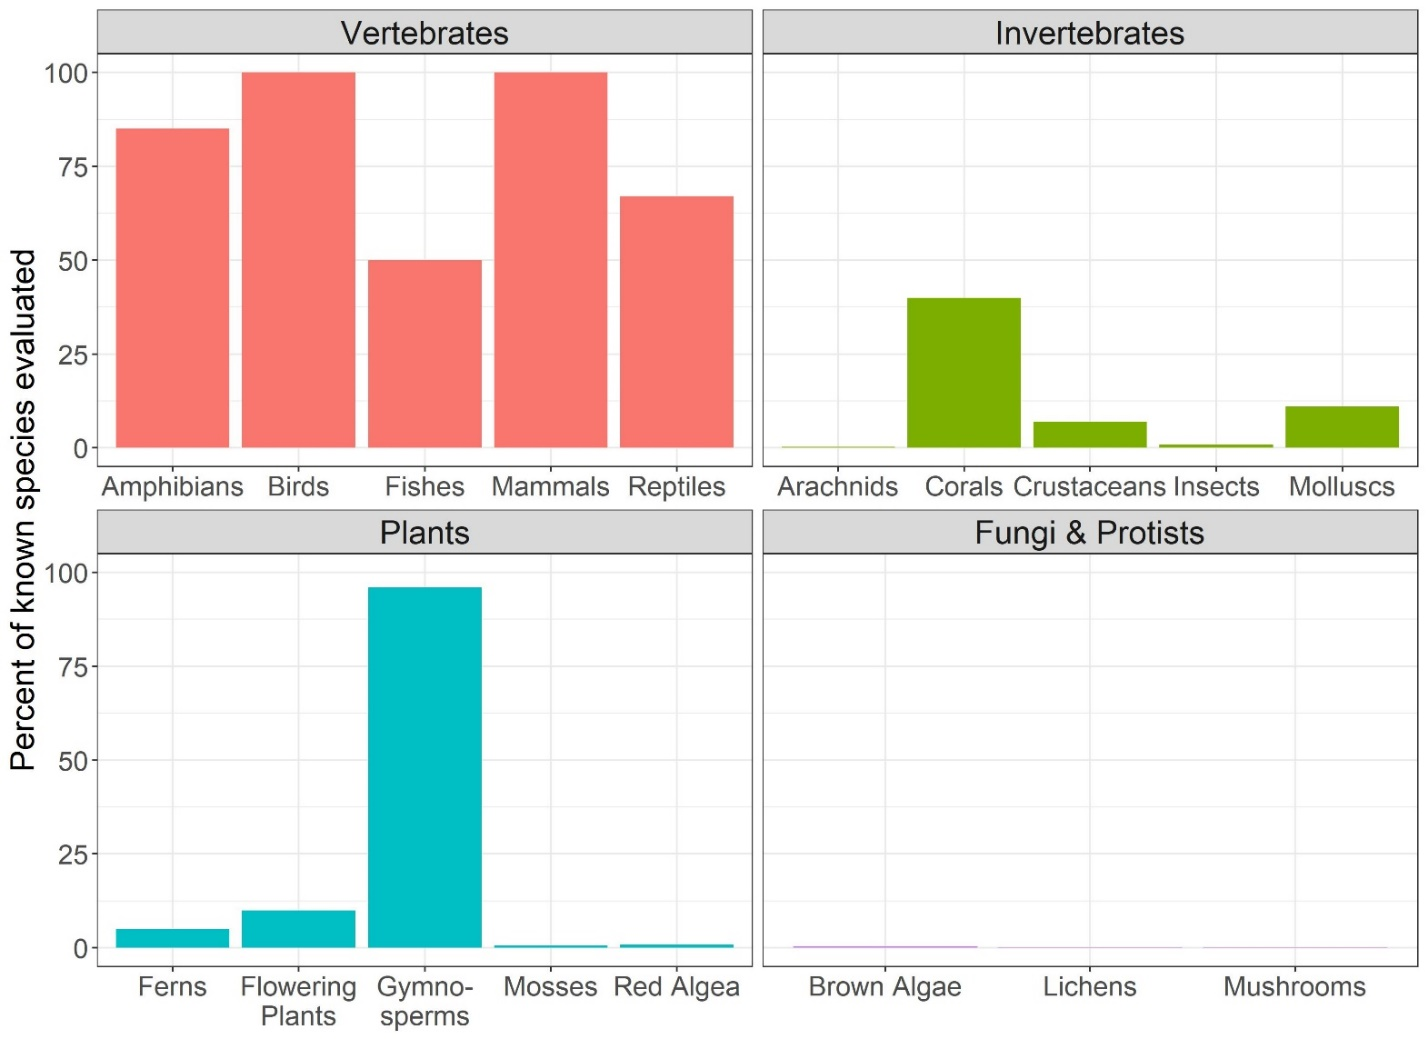 Percent of known species evaluated
Vertebrates
100
75
50
25
0
Amphibians Birds Fishes Mammals Reptiles
Invertebrates
Arachnids Corals Crustaceans Insects Molluscs
Plants
100
75
50
25
0
Ferns Flowering Gymno- Mosses Red Algea
Plants sperms
Fungi & Protists
Brown Algae Lichens Mushrooms